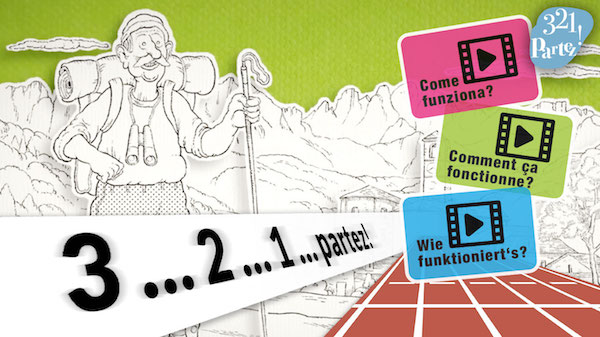 321
Partez!
Come
funziona?
Comment ça
fonctionne?
Wie
funktioniert's?
3 ... 2 ... 1 ... partez!